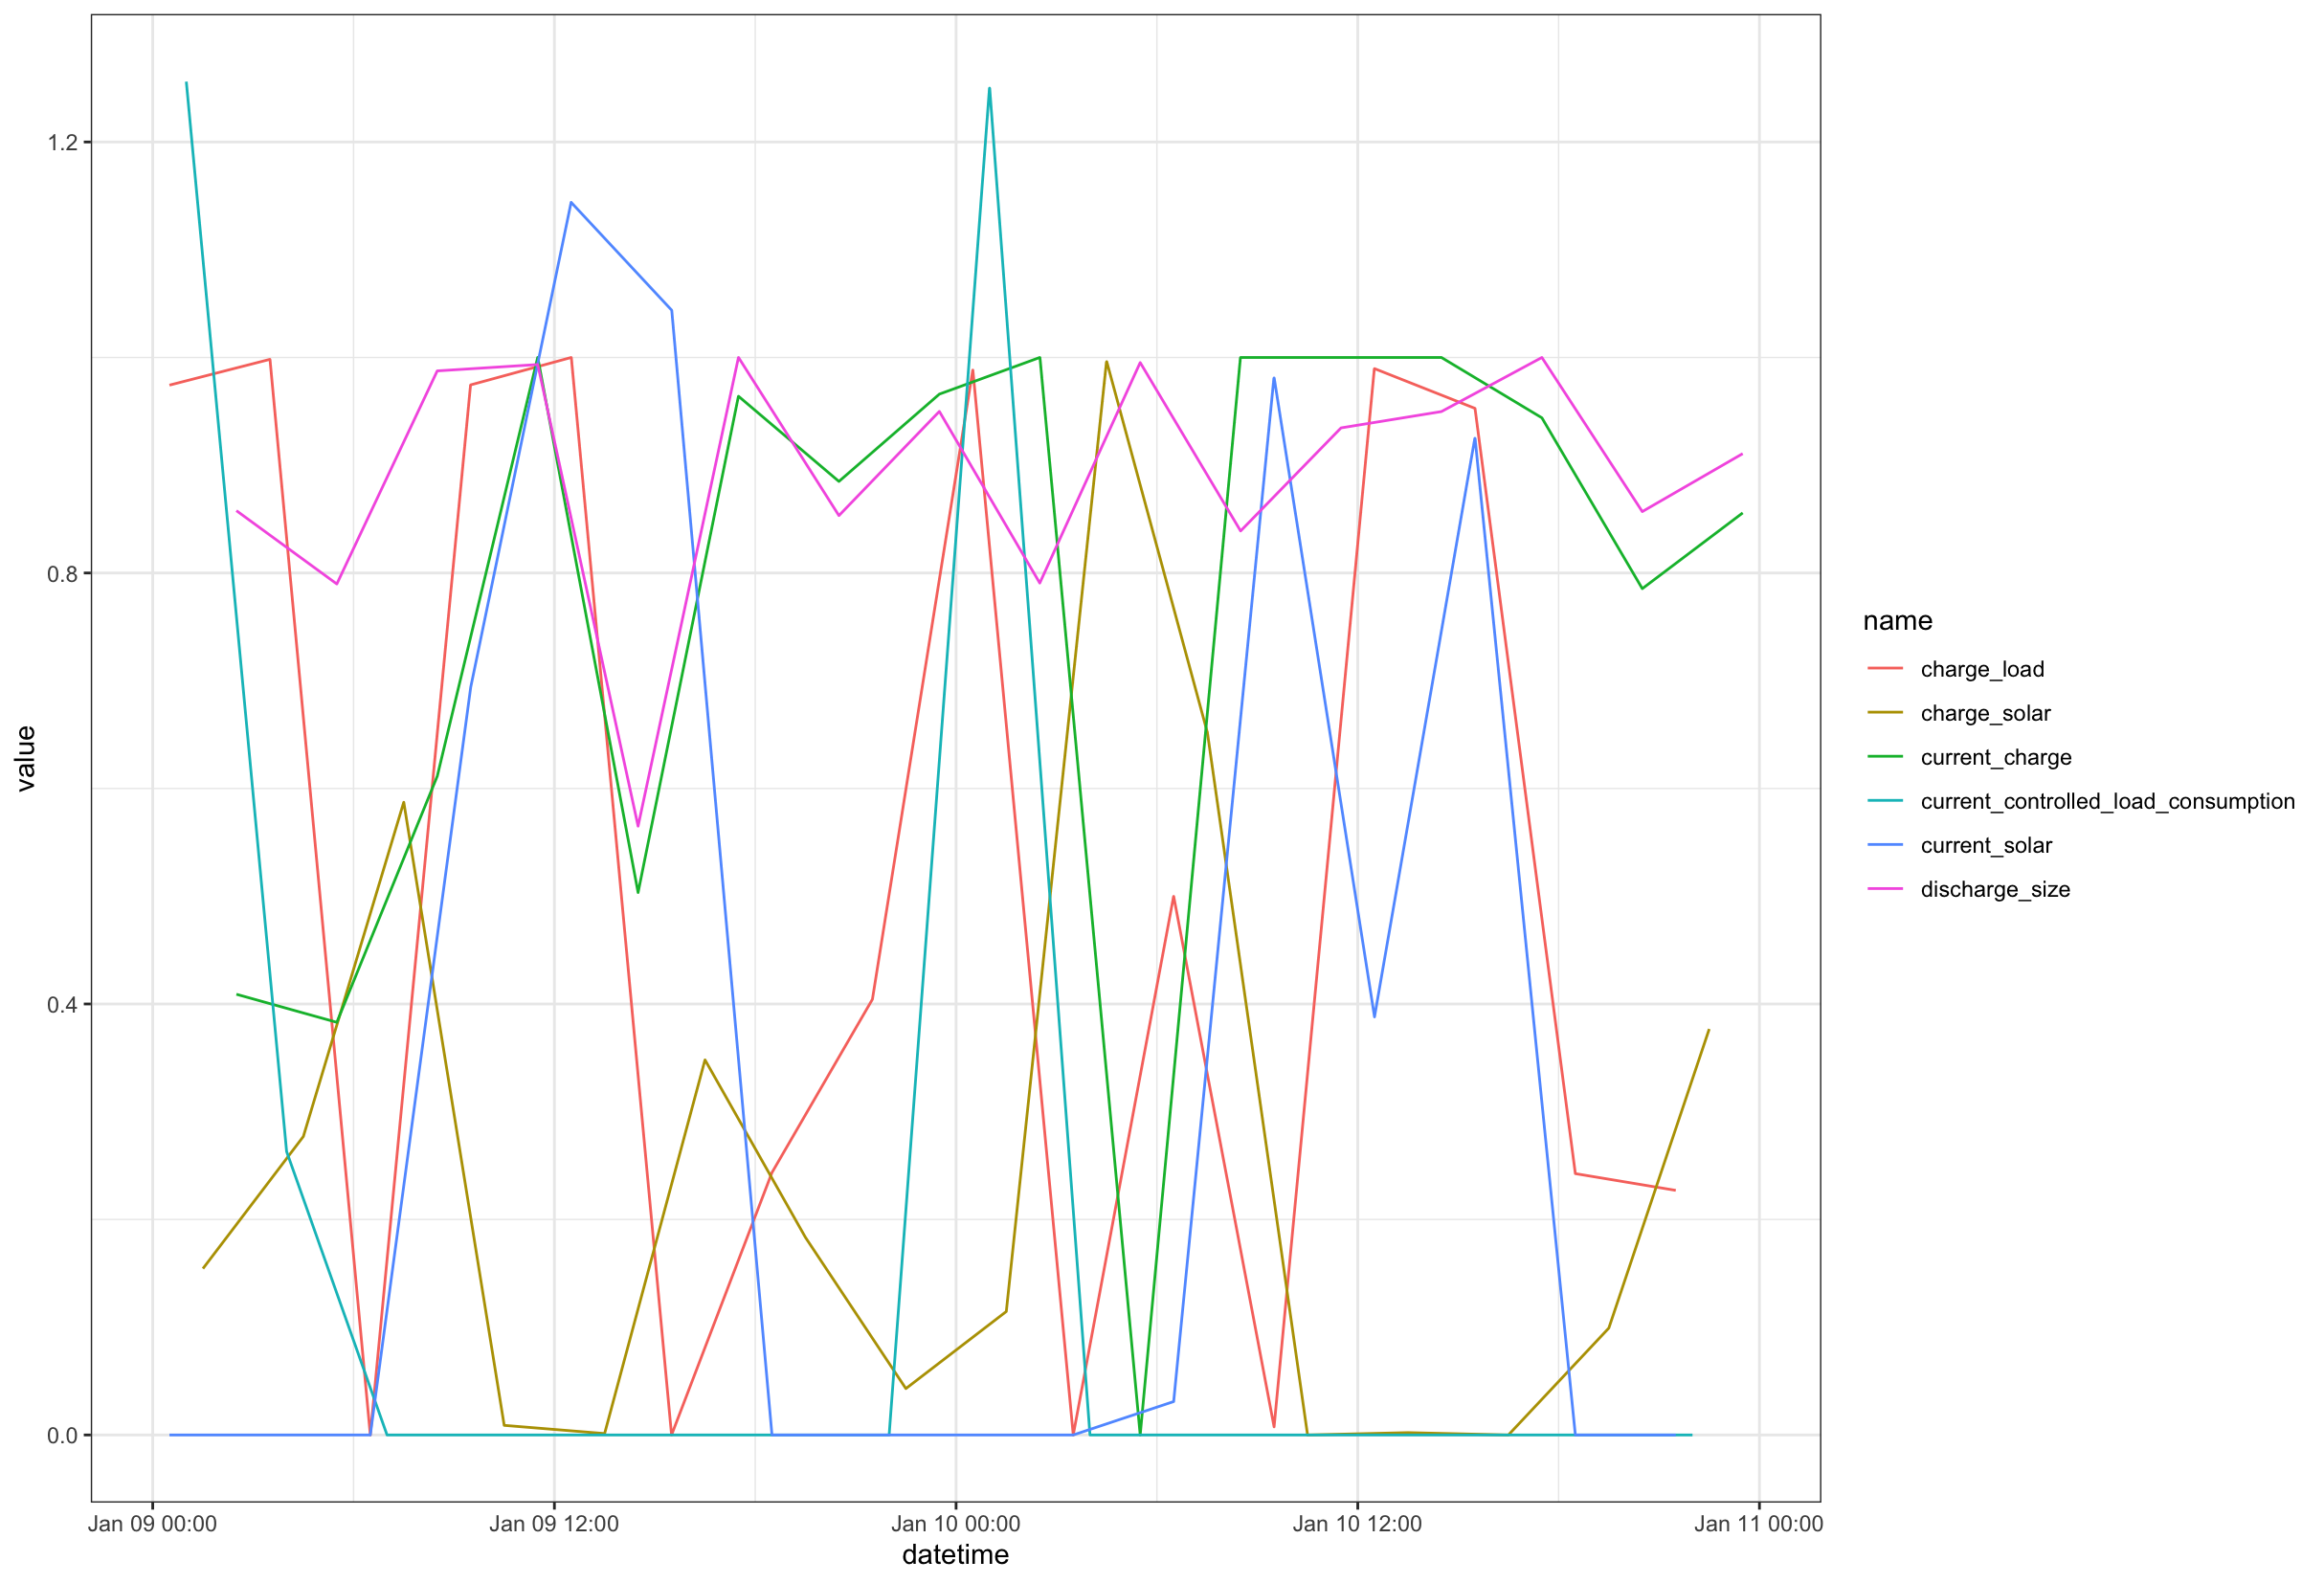 1.2
0.8
0.4
0.0
value
Jan 09 00:00
Jan 09 12:00
Jan 10 00:00
Jan 10 12:00
Jan 11 00:00
datetime
name
charge_load
charge_solar
current_charge
current_controlled_load_consumption
current_solar
discharge_size